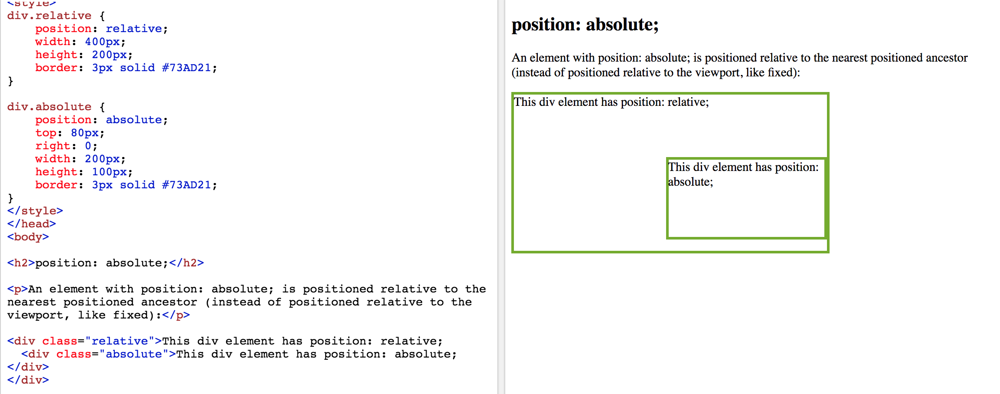 <style>
div.relative {
    position: relative;
    width: 400px;
    height: 200px;
    border: 3px solid #73AD21;
}

div.absolute {
    position: absolute;
    top: 80px;
    right: 0;
    width: 200px;
    height: 100px;
    border: 3px solid #73AD21;
}
</style>
</head>
<body>

<h2>position: absolute;</h2>

<p>An element with position: absolute; is positioned relative to the
nearest positioned ancestor (instead of positioned relative to the
viewport, like fixed):</p>

<div class="relative">This div element has position: relative;
  <div class="absolute">This div element has position: absolute;
</div>
</div>

position: absolute;
An element with position: absolute; is positioned relative to the nearest positioned ancestor
(instead of positioned relative to the viewport, like fixed):
This div element has position: relative;
This div element has position:
absolute;